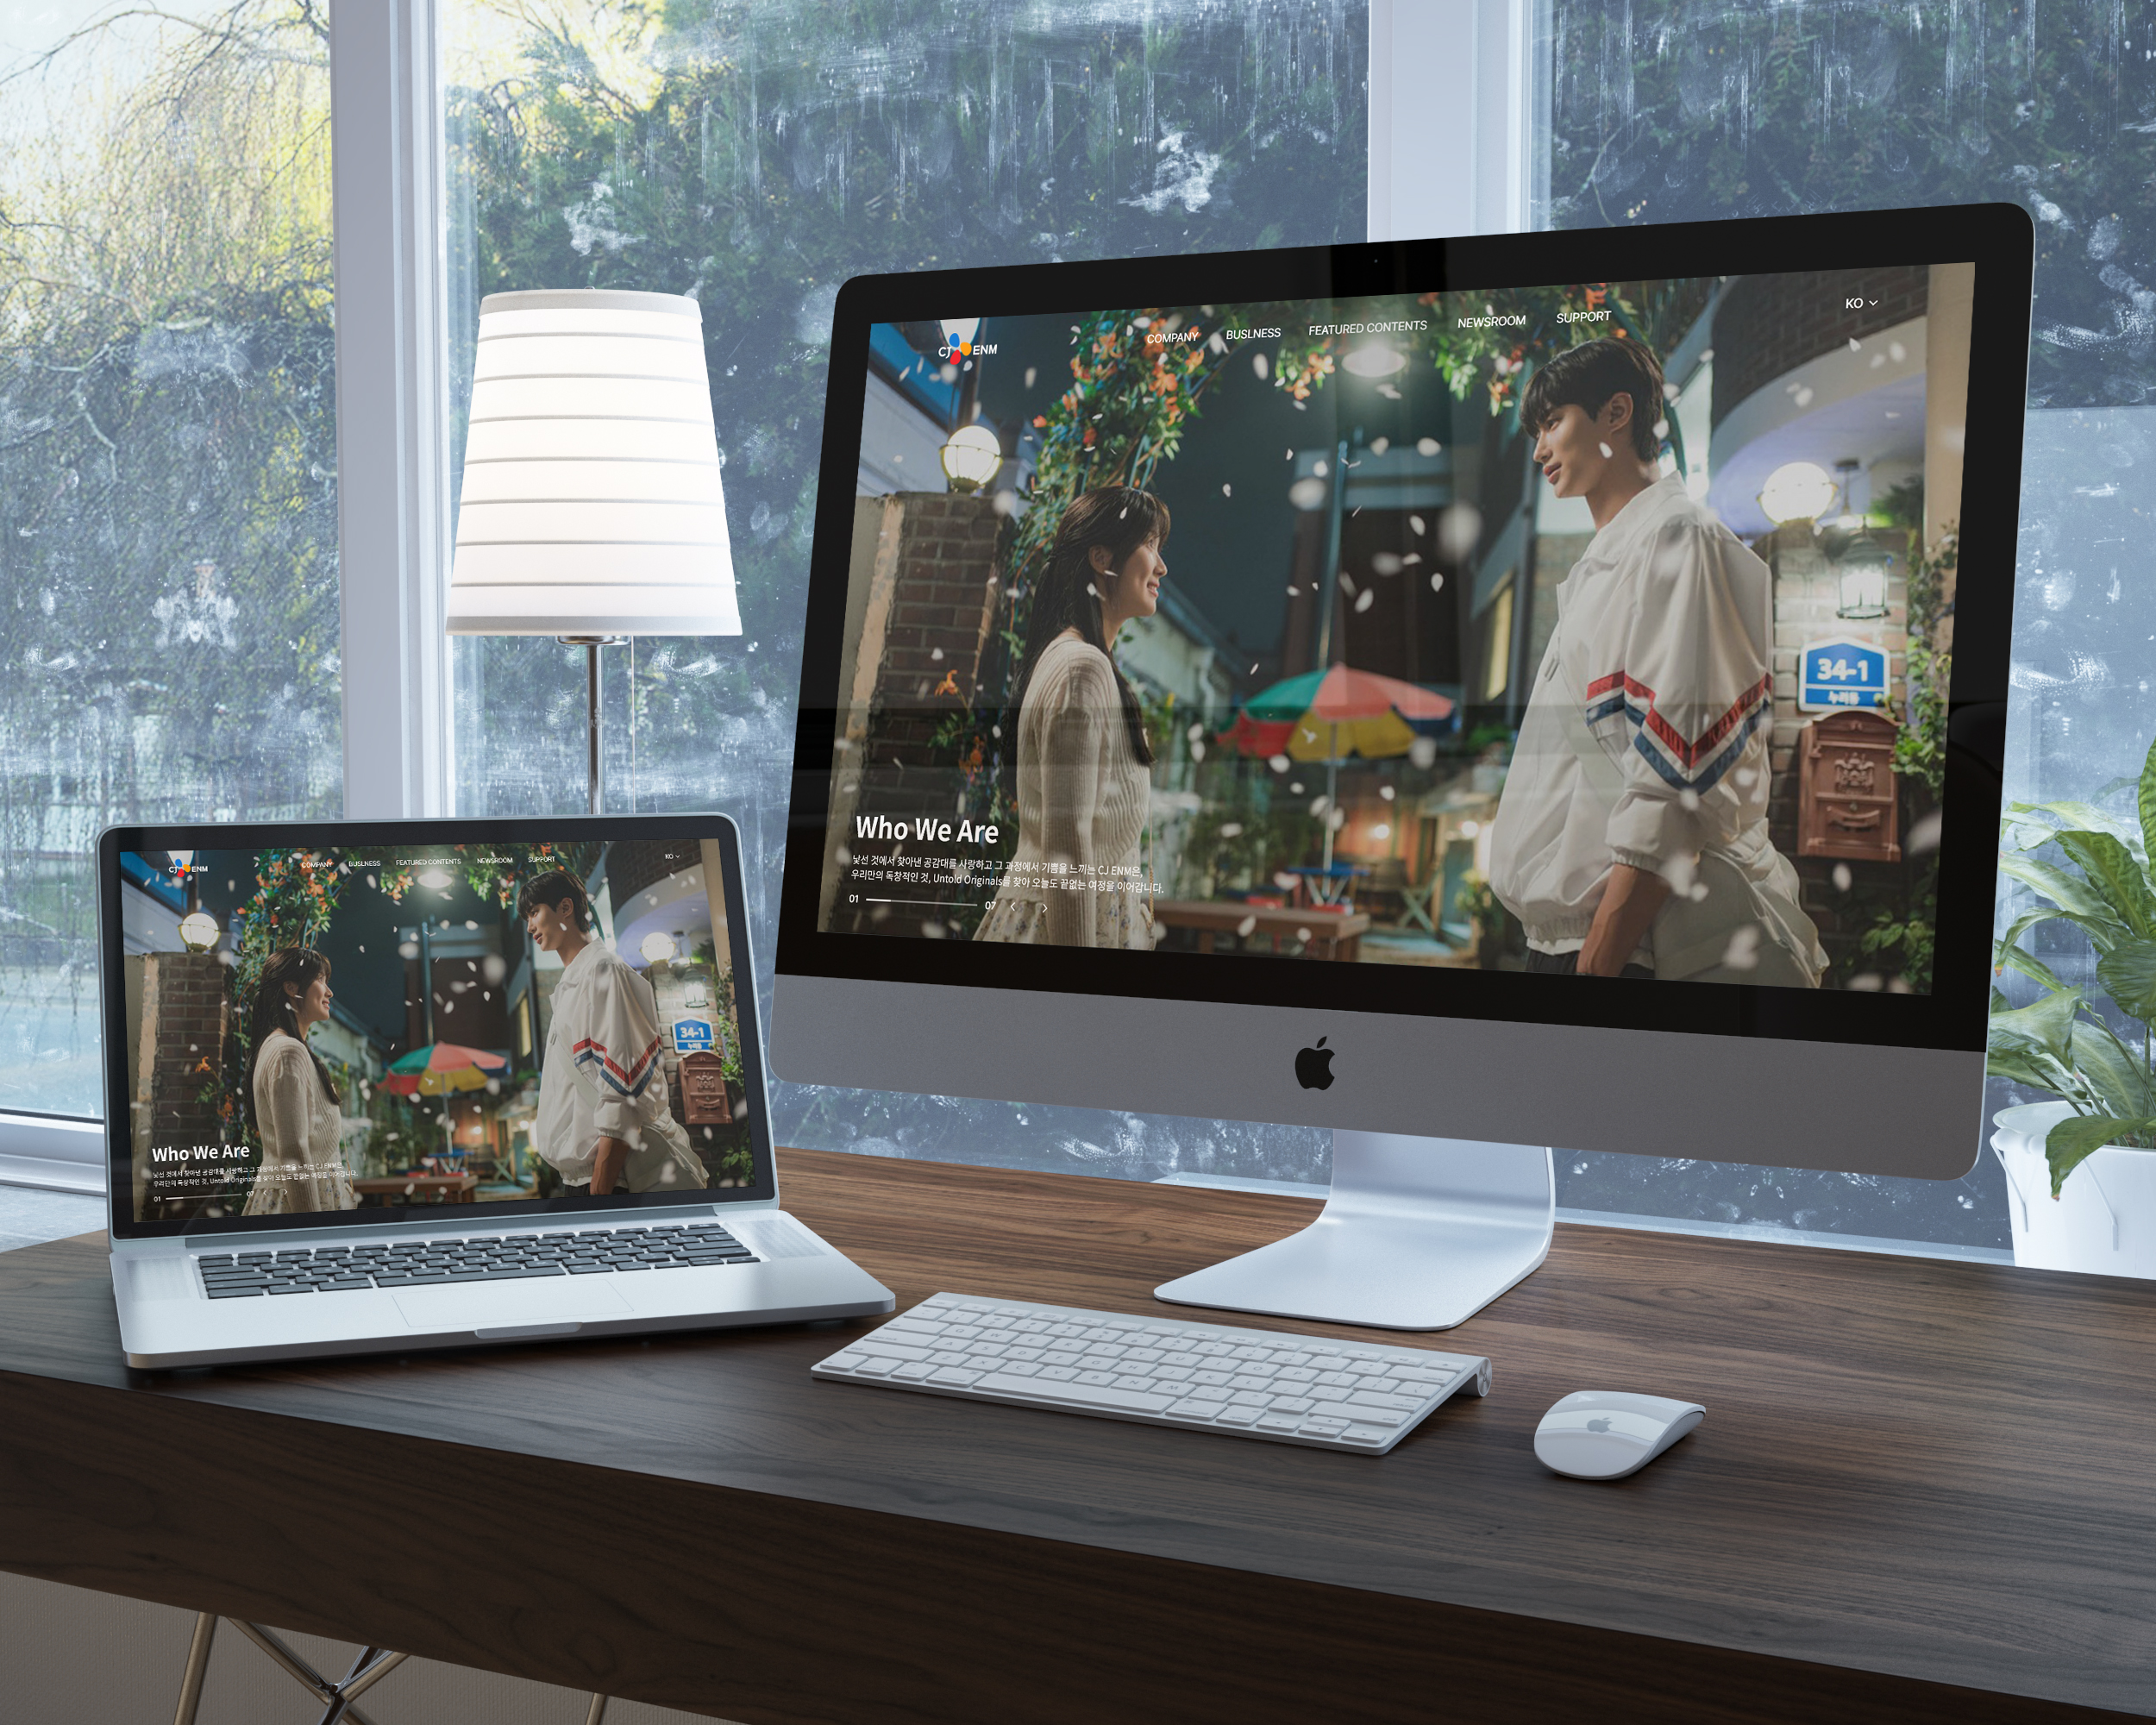 CJ ENM
COMPANY BUSLNESS FEATURED CONTENTS NEWSROOM SUPPORT
KO
34-1
누리동
Who We Are
낯선 것에서 찾아낸 공감대를 사랑하고 그 과정에서 기쁨을 느끼는 CJ ENM은,
우리만의 독창적인 것, Untold Originals를 찾아 오늘도 끝없는 여정을 이어갑니다.
01 07
CJ ENM
COMPANY BUSLNESS FEATURED CONTENTS NEWSROOM SUPPORT
KO
34-1
누리동
Who We Are
낯선 것에서 찾아낸 공감대를 사랑하고 그 과정에서 기쁨을 느끼는 CJ ENM은,
우리만의 독창적인 것, Untold Originals를 찾아 오늘도 끝없는 여정을 이어갑니다.
01 07